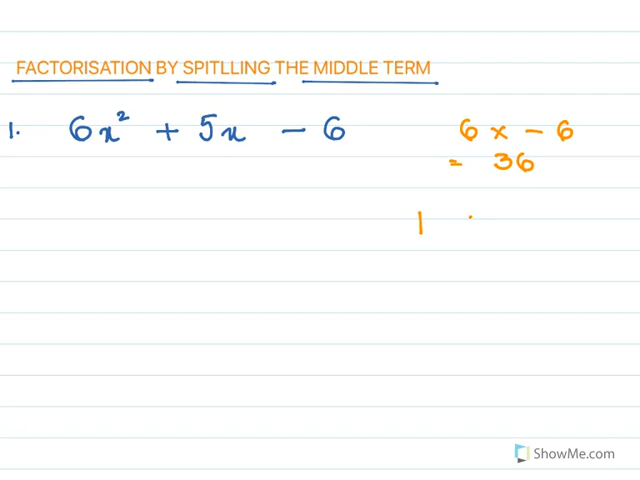 FACTORISATION BY SPITLLING THE MIDDLE TERM
1. 6x² + 5x - 6
6 x - 6
= 36
1
ShowMe.com